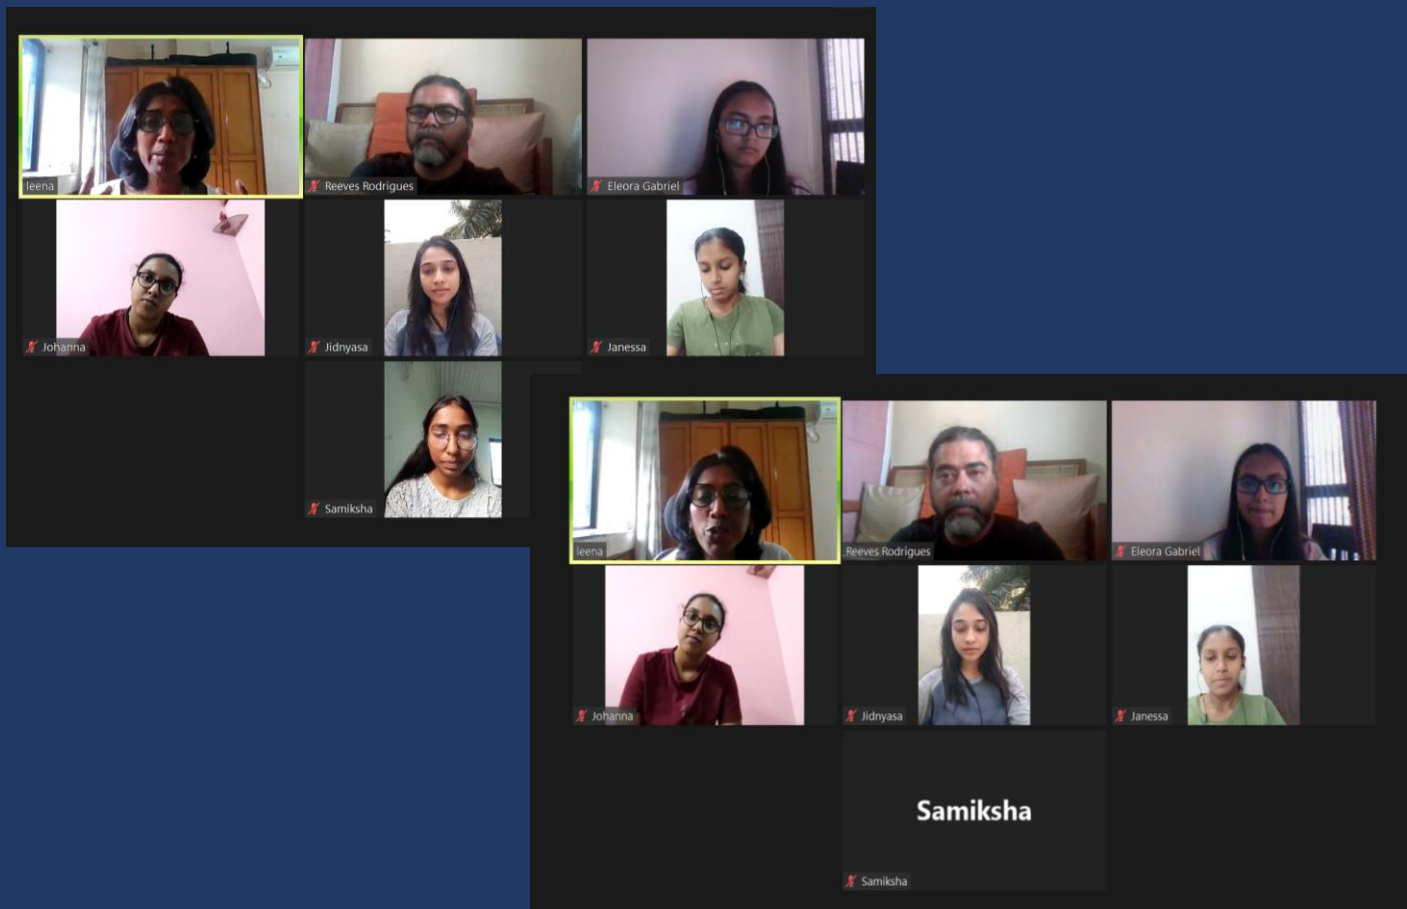 leena
Reeves Rodrigues
Eleora Gabriel
Johanna
Jidnyasa
Janessa
Samiksha
leena
Reeves Rodrigues
Eleora Gabriel
Johanna
Jidnyasa
Janessa
Samiksha
Samiksha